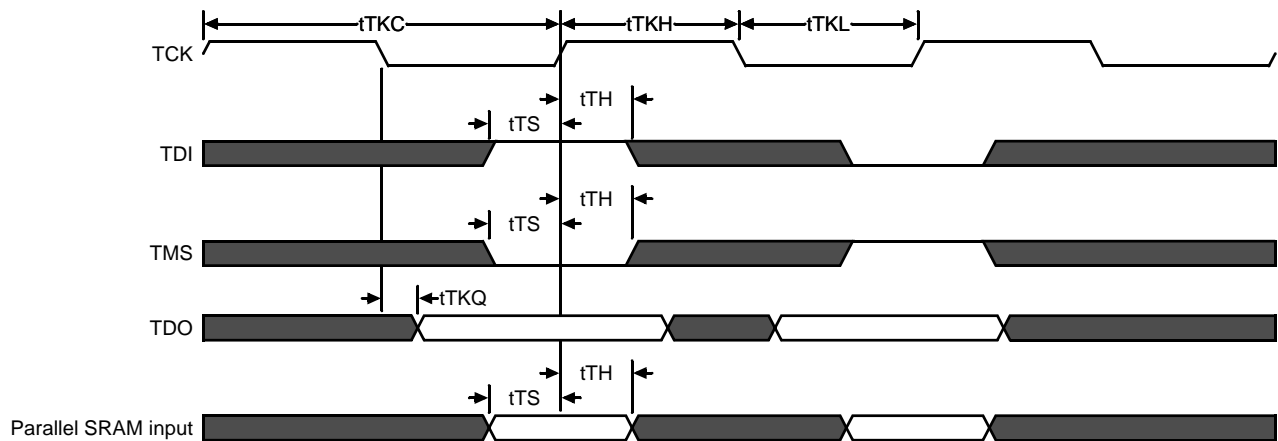 tTKC
tTKH
tTKL
TCK
tTH
tTS
TDI
tTH
tTS
TMS
tTKQ
TDO
tTH
tTS
Parallel SRAM input